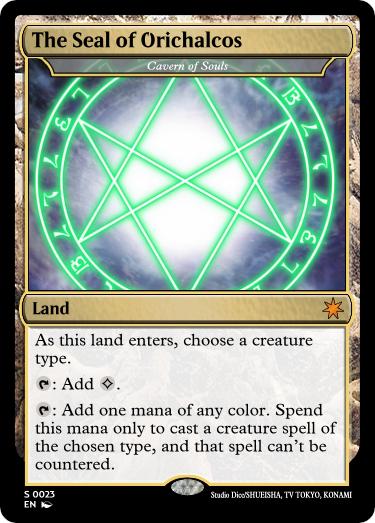 The Seal of Orichalcos
Cavern of Souls
Land
As this land enters, choose a creature
type.
: Add .
: Add one mana of any color. Spend
this mana only to cast a creature spell of
the chosen type, and that spell can't be
countered.
S 0023
EN
Studio Dice/SHUEISHA, TV TOKYO, KONAMI